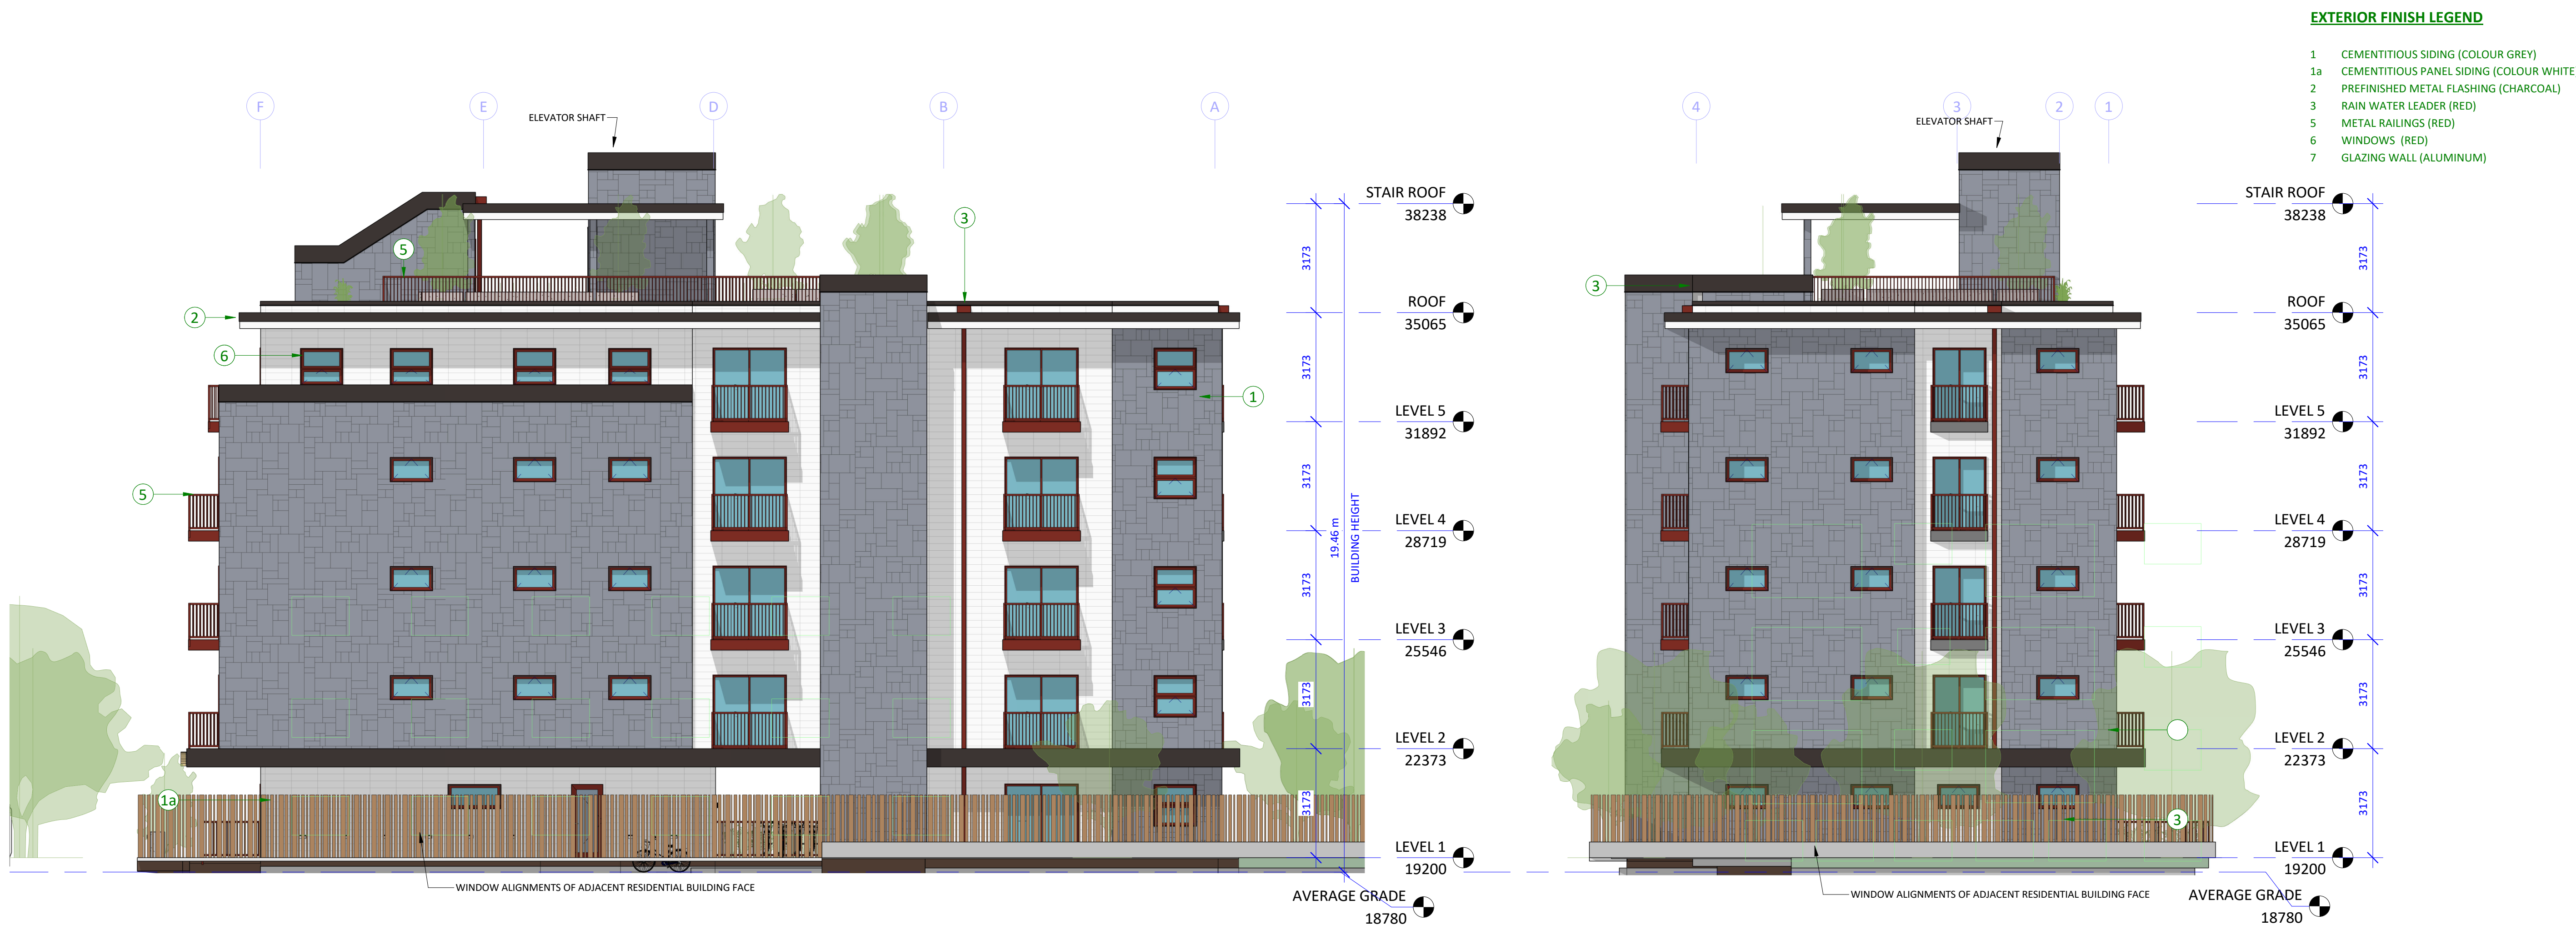 EXTERIOR FINISH LEGEND
1 CEMENTITIOUS SIDING (COLOUR GREY)
1a CEMENTITIOUS PANEL SIDING (COLOUR WHITE
2 PREFINISHED METAL FLASHING (CHARCOAL)
3 RAIN WATER LEADER (RED)
5 METAL RAILINGS (RED)
6 WINDOWS (RED)
7 GLAZING WALL (ALUMINUM)
F
E
D
B
A
ELEVATOR SHAFT
5
3
2
6
1
5
1a
WINDOW ALIGNMENTS OF ADJACENT RESIDENTIAL BUILDING FACE
3173
3173
3173
3173
3173
3173
19.46 m
BUILDING HEIGHT
STAIR ROOF
38238
ROOF
35065
LEVEL 5
31892
LEVEL 4
28719
LEVEL 3
25546
LEVEL 2
22373
LEVEL 1
19200
AVERAGE GRADE
18780
4
3
2
1
ELEVATOR SHAFT
3
3
WINDOW ALIGNMENTS OF ADJACENT RESIDENTIAL BUILDING FACE
STAIR ROOF
38238
ROOF
35065
LEVEL 5
31892
LEVEL 4
28719
LEVEL 3
25546
LEVEL 2
22373
LEVEL 1
19200
AVERAGE GRADE
18780
3173
3173
3173
3173
3173
3173